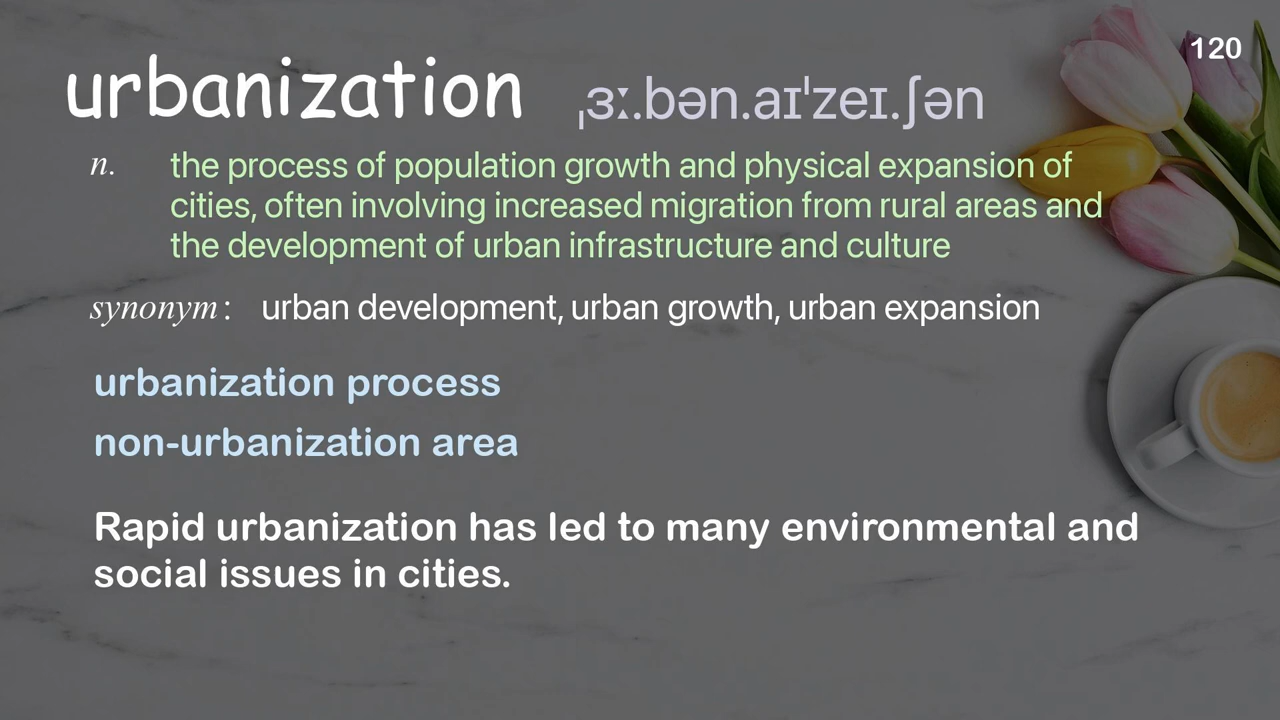 120
urbanization ˌɜː.bən.aɪˈzeɪ.ʃən
n. the process of population growth and physical expansion of
cities, often involving increased migration from rural areas and
the development of urban infrastructure and culture
synonym: urban development, urban growth, urban expansion
urbanization process
non-urbanization area
Rapid urbanization has led to many environmental and
social issues in cities.